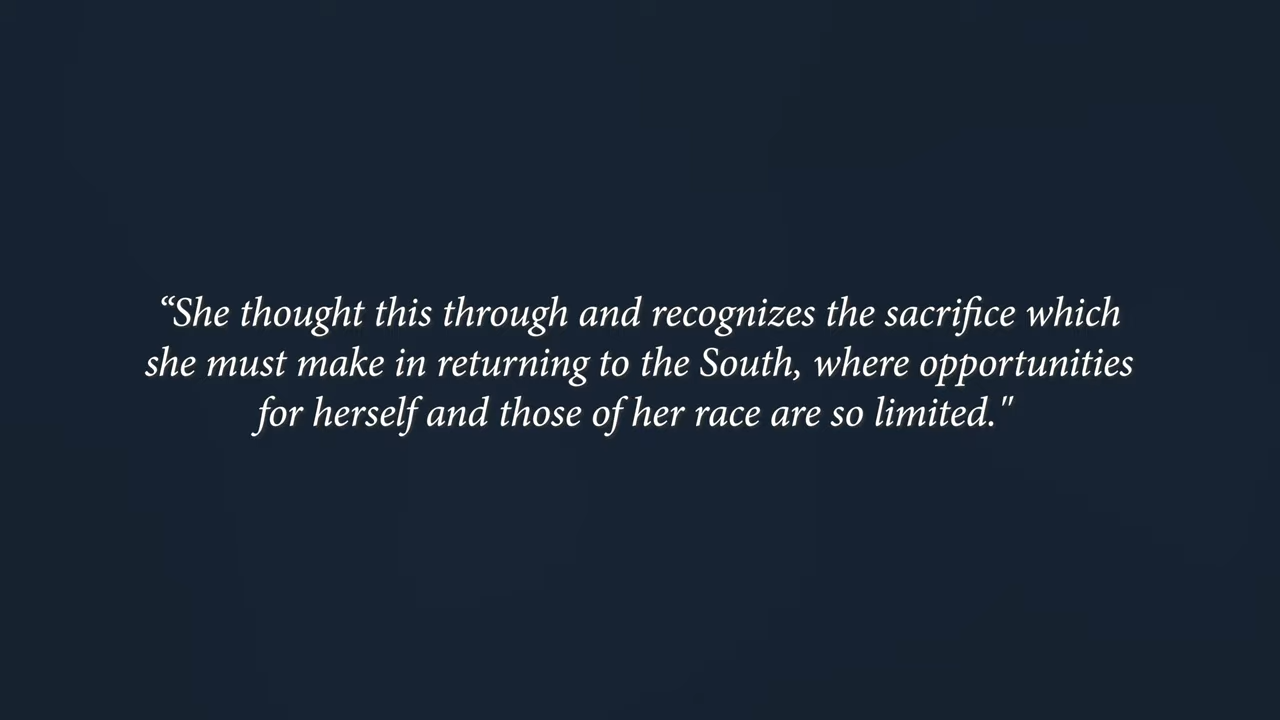 “She thought this through and recognizes the sacrifice which
she must make in returning to the South, where opportunities
for herself and those of her race are so limited."